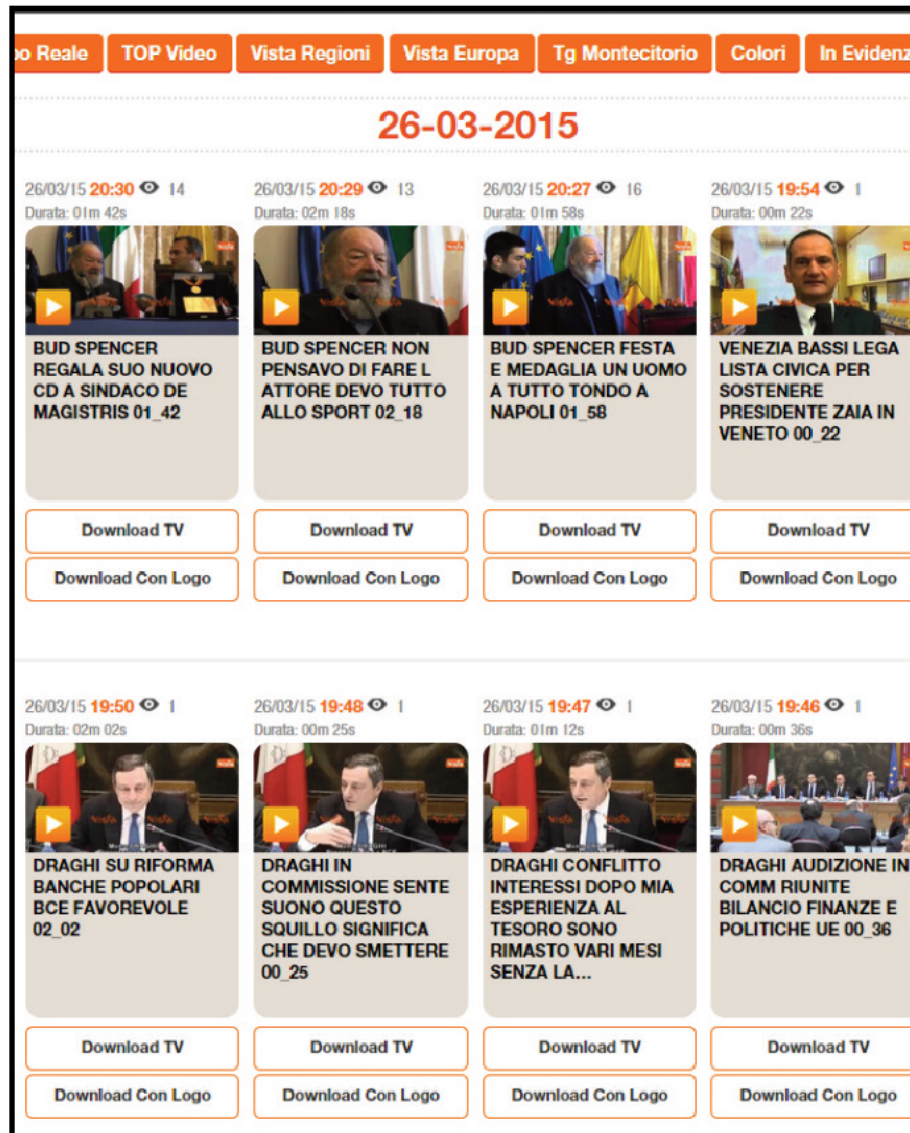 po Reale TOP Video Vista Regioni Vista Europa Tg Montecitorio Colori In Evidenz
26-03-2015
26/03/15 20:30 14
Durata: 01m 42s
BUD SPENCER
REGALA SUO NUOVO
CD A SINDACO DE
MAGISTRIS 01_42
Download TV
Download Con Logo
26/03/15 20:29 13
Durata: 02m 18s
BUD SPENCER NON
PENSAVO DI FARE L
ATTORE DEVO TUTTO
ALLO SPORT 02_18
Download TV
Download Con Logo
26/03/15 20:27 16
Durata: 01m 58s
BUD SPENCER FESTA
E MEDAGLIA UN UOMO
A TUTTO TONDO A
NAPOLI 01_58
Download TV
Download Con Logo
26/03/15 19:54 1
Durata: 00m 22s
VENEZIA BASSI LEGA
LISTA CIVICA PER
SOSTENERE
PRESIDENTE ZAIA IN
VENETO 00_22
Download TV
Download Con Logo
26/03/15 19:50 1
Durata: 02m 02s
DRAGHI SU RIFORMA
BANCHE POPOLARI
BCE FAVOREVOLE
02_02
Download TV
Download Con Logo
26/03/15 19:48 1
Durata: 00m 25s
DRAGHI IN
COMMISSIONE SENTE
SUONO QUESTO
SQUILLO SIGNIFICA
CHE DEVO SMETTERE
00_25
Download TV
Download Con Logo
26/03/15 19:47 1
Durata: 01m 12s
DRAGHI CONFLITTO
INTERESSI DOPO MIA
ESPERIENZA AL
TESORO SONO
RIMASTO VARI MESI
SENZA LA...
Download TV
Download Con Logo
26/03/15 19:46 1
Durata: 00m 36s
DRAGHI AUDIZIONE IN
COMM RIUNITE
BILANCIO FINANZE E
POLITICHE UE 00_36
Download TV
Download Con Logo